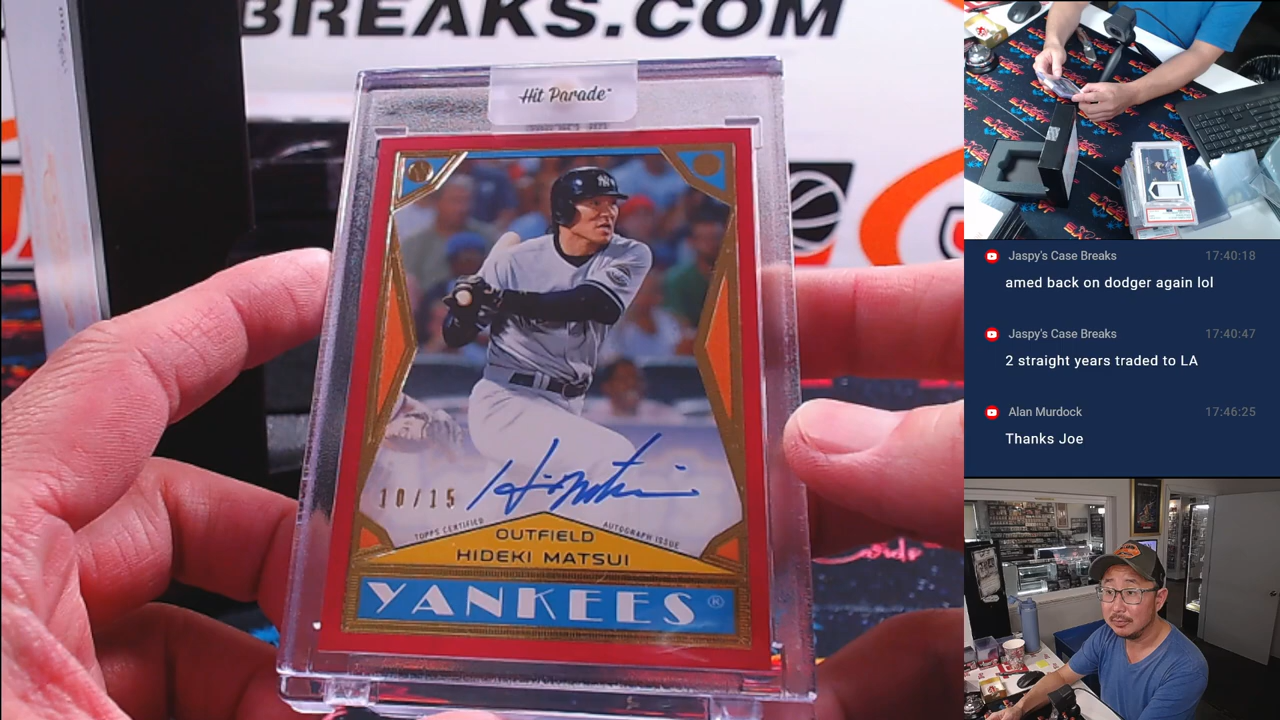 BREAKS.COM
Hit Parade
10/15
TOPPS CERTIFIED AUTOGRAPH ISSUE
OUTFIELD
HIDEKI MATSUI
YANKEES®
Jaspy's Case Breaks 17:40:18
amed back on dodger again lol
Jaspy's Case Breaks 17:40:47
2 straight years traded to LA
Alan Murdock 17:46:25
Thanks Joe